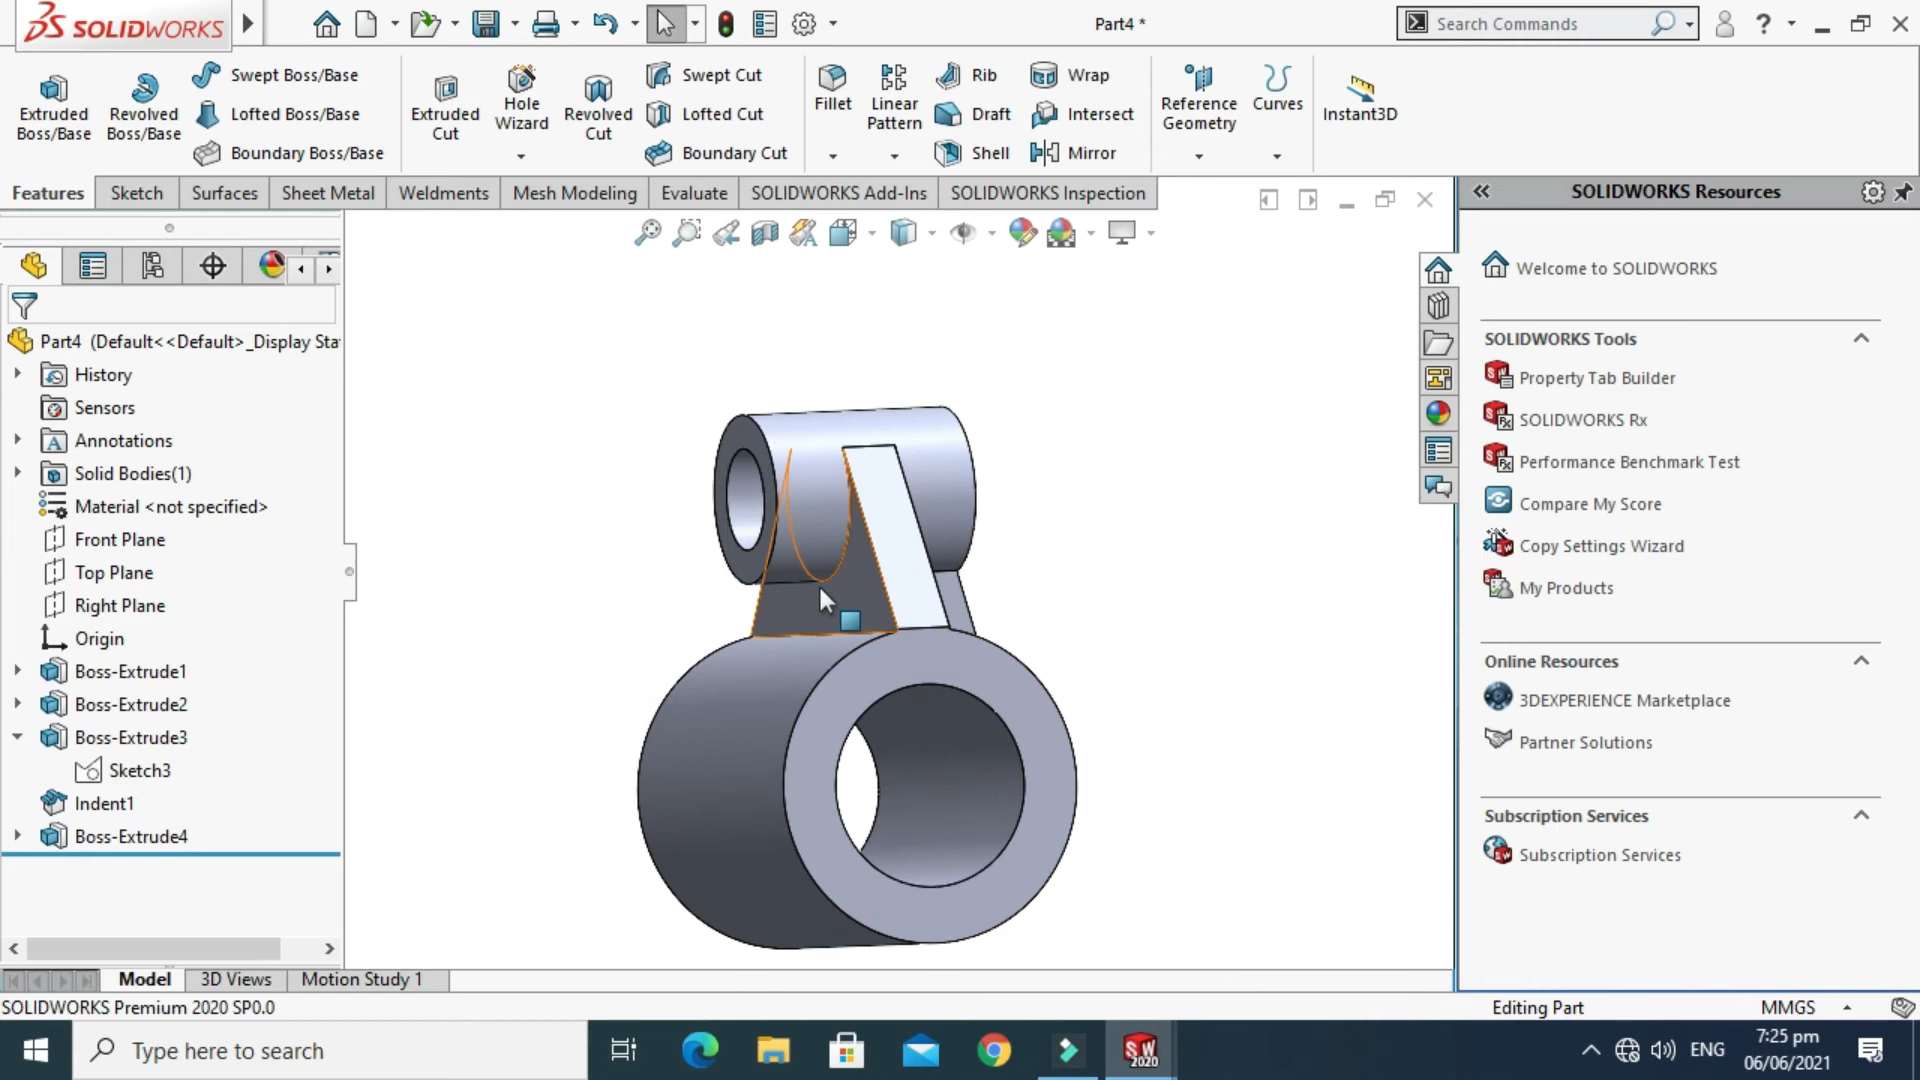 SOLIDWORKS
Part4 *
Search Commands
Extruded Boss/Base
Revolved Boss/Base
Swept Boss/Base
Lofted Boss/Base
Boundary Boss/Base
Extruded Cut
Hole Wizard
Revolved Cut
Swept Cut
Lofted Cut
Boundary Cut
Fillet
Linear Pattern
Rib
Draft
Shell
Wrap
Intersect
Mirror
Reference Geometry
Curves
Instant3D
Features
Sketch
Surfaces
Sheet Metal
Weldments
Mesh Modeling
Evaluate
SOLIDWORKS Add-Ins
SOLIDWORKS Inspection
Part4 (Default<<Default>_Display Sta
History
Sensors
Annotations
Solid Bodies(1)
Material <not specified>
Front Plane
Top Plane
Right Plane
Origin
Boss-Extrude1
Boss-Extrude2
Boss-Extrude3
Sketch3
Indent1
Boss-Extrude4
SOLIDWORKS Resources
Welcome to SOLIDWORKS
SOLIDWORKS Tools
Property Tab Builder
SOLIDWORKS Rx
Performance Benchmark Test
Compare My Score
Copy Settings Wizard
My Products
Online Resources
3DEXPERIENCE Marketplace
Partner Solutions
Subscription Services
Subscription Services
Model
3D Views
Motion Study 1
SOLIDWORKS Premium 2020 SP0.0
Editing Part
MMGS
Type here to search
SW
2020
ENG
7:25 pm
06/06/2021